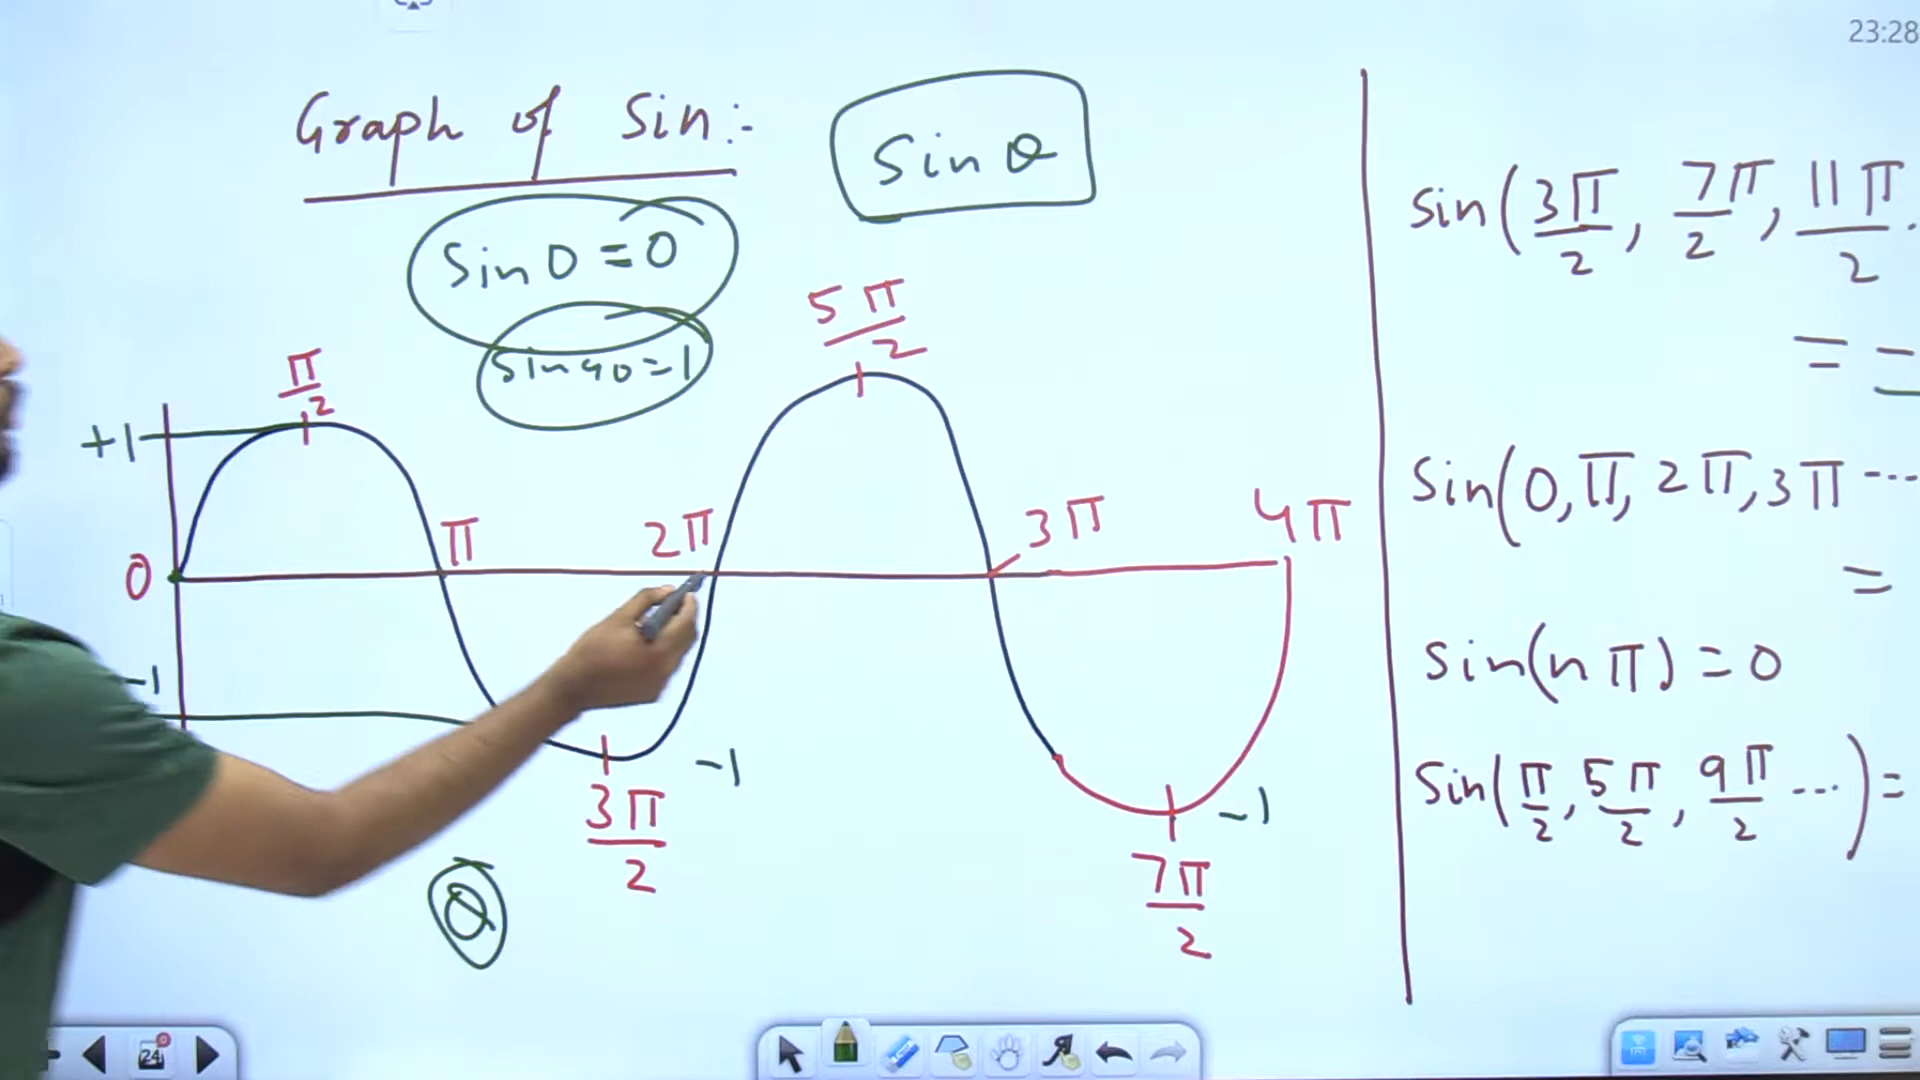 23:28
Graph of Sin:-
Sin θ
Sin 0 = 0
Sin 90 = 1
π/2
5π/2
+1
0
π
2π
3π
4π
-1
3π/2
-1
7π/2
-1
θ
Sin(3π/2, 7π/2, 11π/2 .
= -
Sin(0, π, 2π, 3π ...
=
Sin(nπ) = 0
Sin(π/2, 5π/2, 9π/2 ...) =
24
0